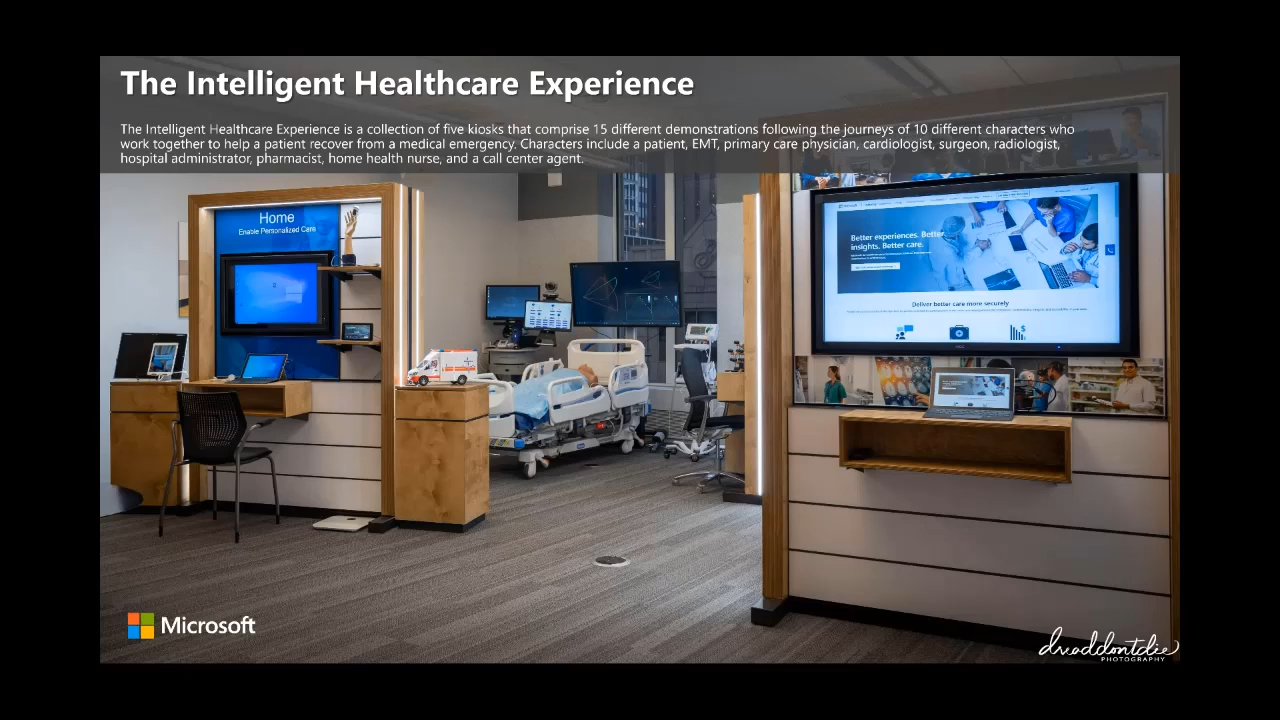 The Intelligent Healthcare Experience
The Intelligent Healthcare Experience is a collection of five kiosks that comprise 15 different demonstrations following the journeys of 10 different characters who
work together to help a patient recover from a medical emergency. Characters include a patient, EMT, primary care physician, cardiologist, surgeon, radiologist,
hospital administrator, pharmacist, home health nurse, and a call center agent.
Home
Enable Personalized Care
Better experiences. Better
insights. Better care.
Deliver better care more securely
Microsoft
dreaddontdie
PHOTOGRAPHY